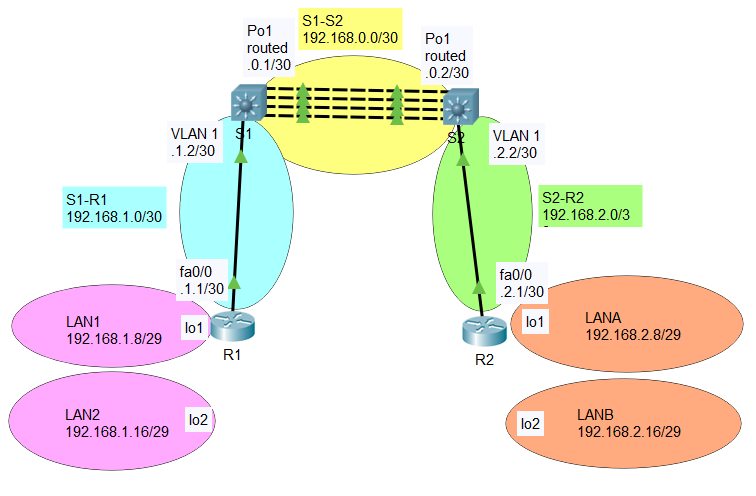 S1-S2
192.168.0.0/30
Po1
routed
.0.1/30
Po1
routed
.0.2/30
S1
S2
VLAN 1
.1.2/30
VLAN 1
.2.2/30
S1-R1
192.168.1.0/30
S2-R2
192.168.2.0/3
fa0/0
.1.1/30
fa0/0
.2.1/30
LAN1
192.168.1.8/29
lo1
R1
lo1
LANA
192.168.2.8/29
R2
LAN2
192.168.1.16/29
lo2
lo2
LANB
192.168.2.16/29